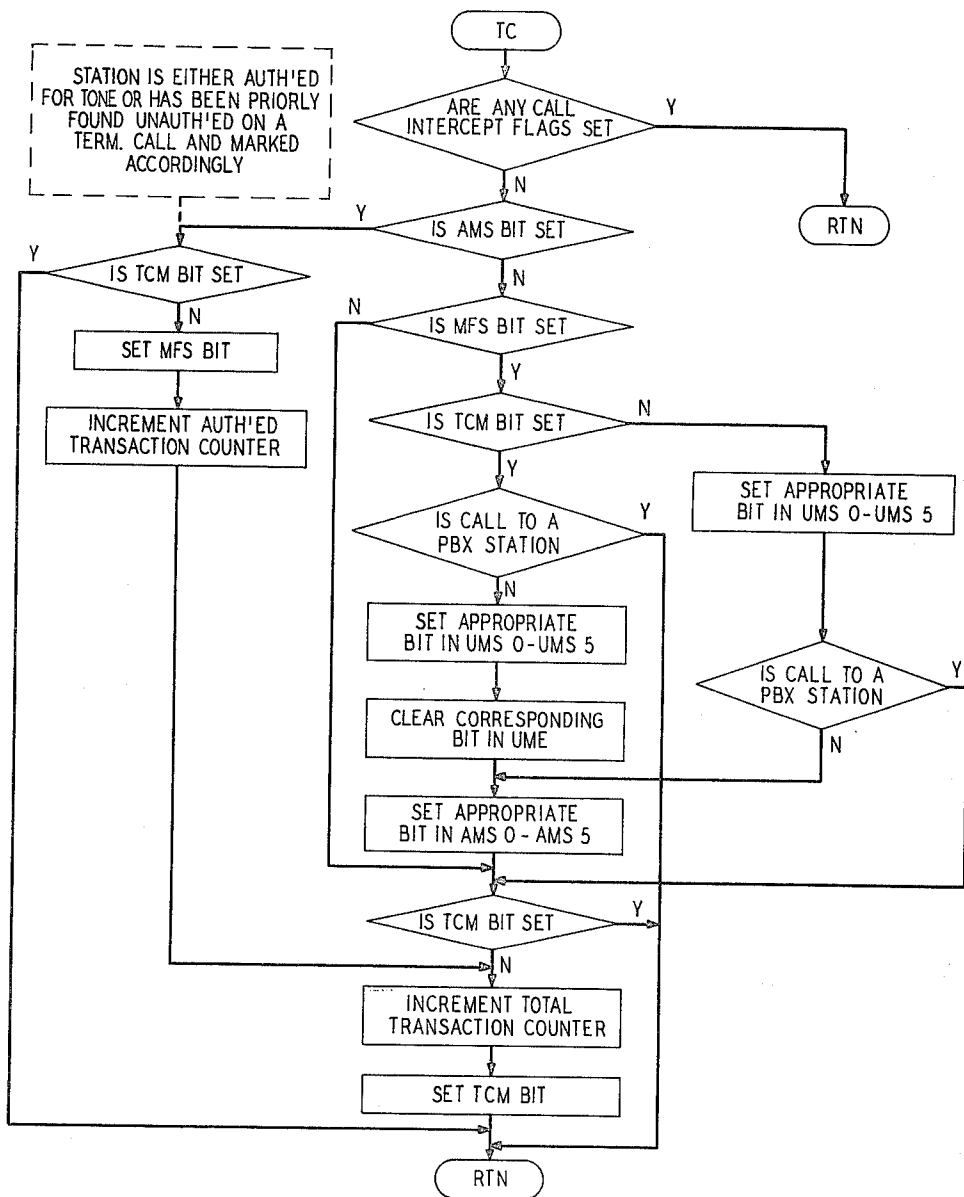 TC
STATION IS EITHER AUTH'ED
FOR TONE OR HAS BEEN PRIORLY
FOUND UNAUTH'ED ON A
TERM. CALL AND MARKED
ACCORDINGLY
ARE ANY CALL
INTERCEPT FLAGS SET
Y
N
RTN
IS AMS BIT SET
Y
N
IS TCM BIT SET
Y
N
SET MFS BIT
INCREMENT AUTH'ED
TRANSACTION COUNTER
IS MFS BIT SET
N
Y
IS TCM BIT SET
N
Y
SET APPROPRIATE
BIT IN UMS 0-UMS 5
IS CALL TO A
PBX STATION
Y
N
SET APPROPRIATE
BIT IN UMS 0-UMS 5
IS CALL TO A
PBX STATION
Y
N
CLEAR CORRESPONDING
BIT IN UME
SET APPROPRIATE
BIT IN AMS 0 - AMS 5
IS TCM BIT SET
Y
N
INCREMENT TOTAL
TRANSACTION COUNTER
SET TCM BIT
RTN